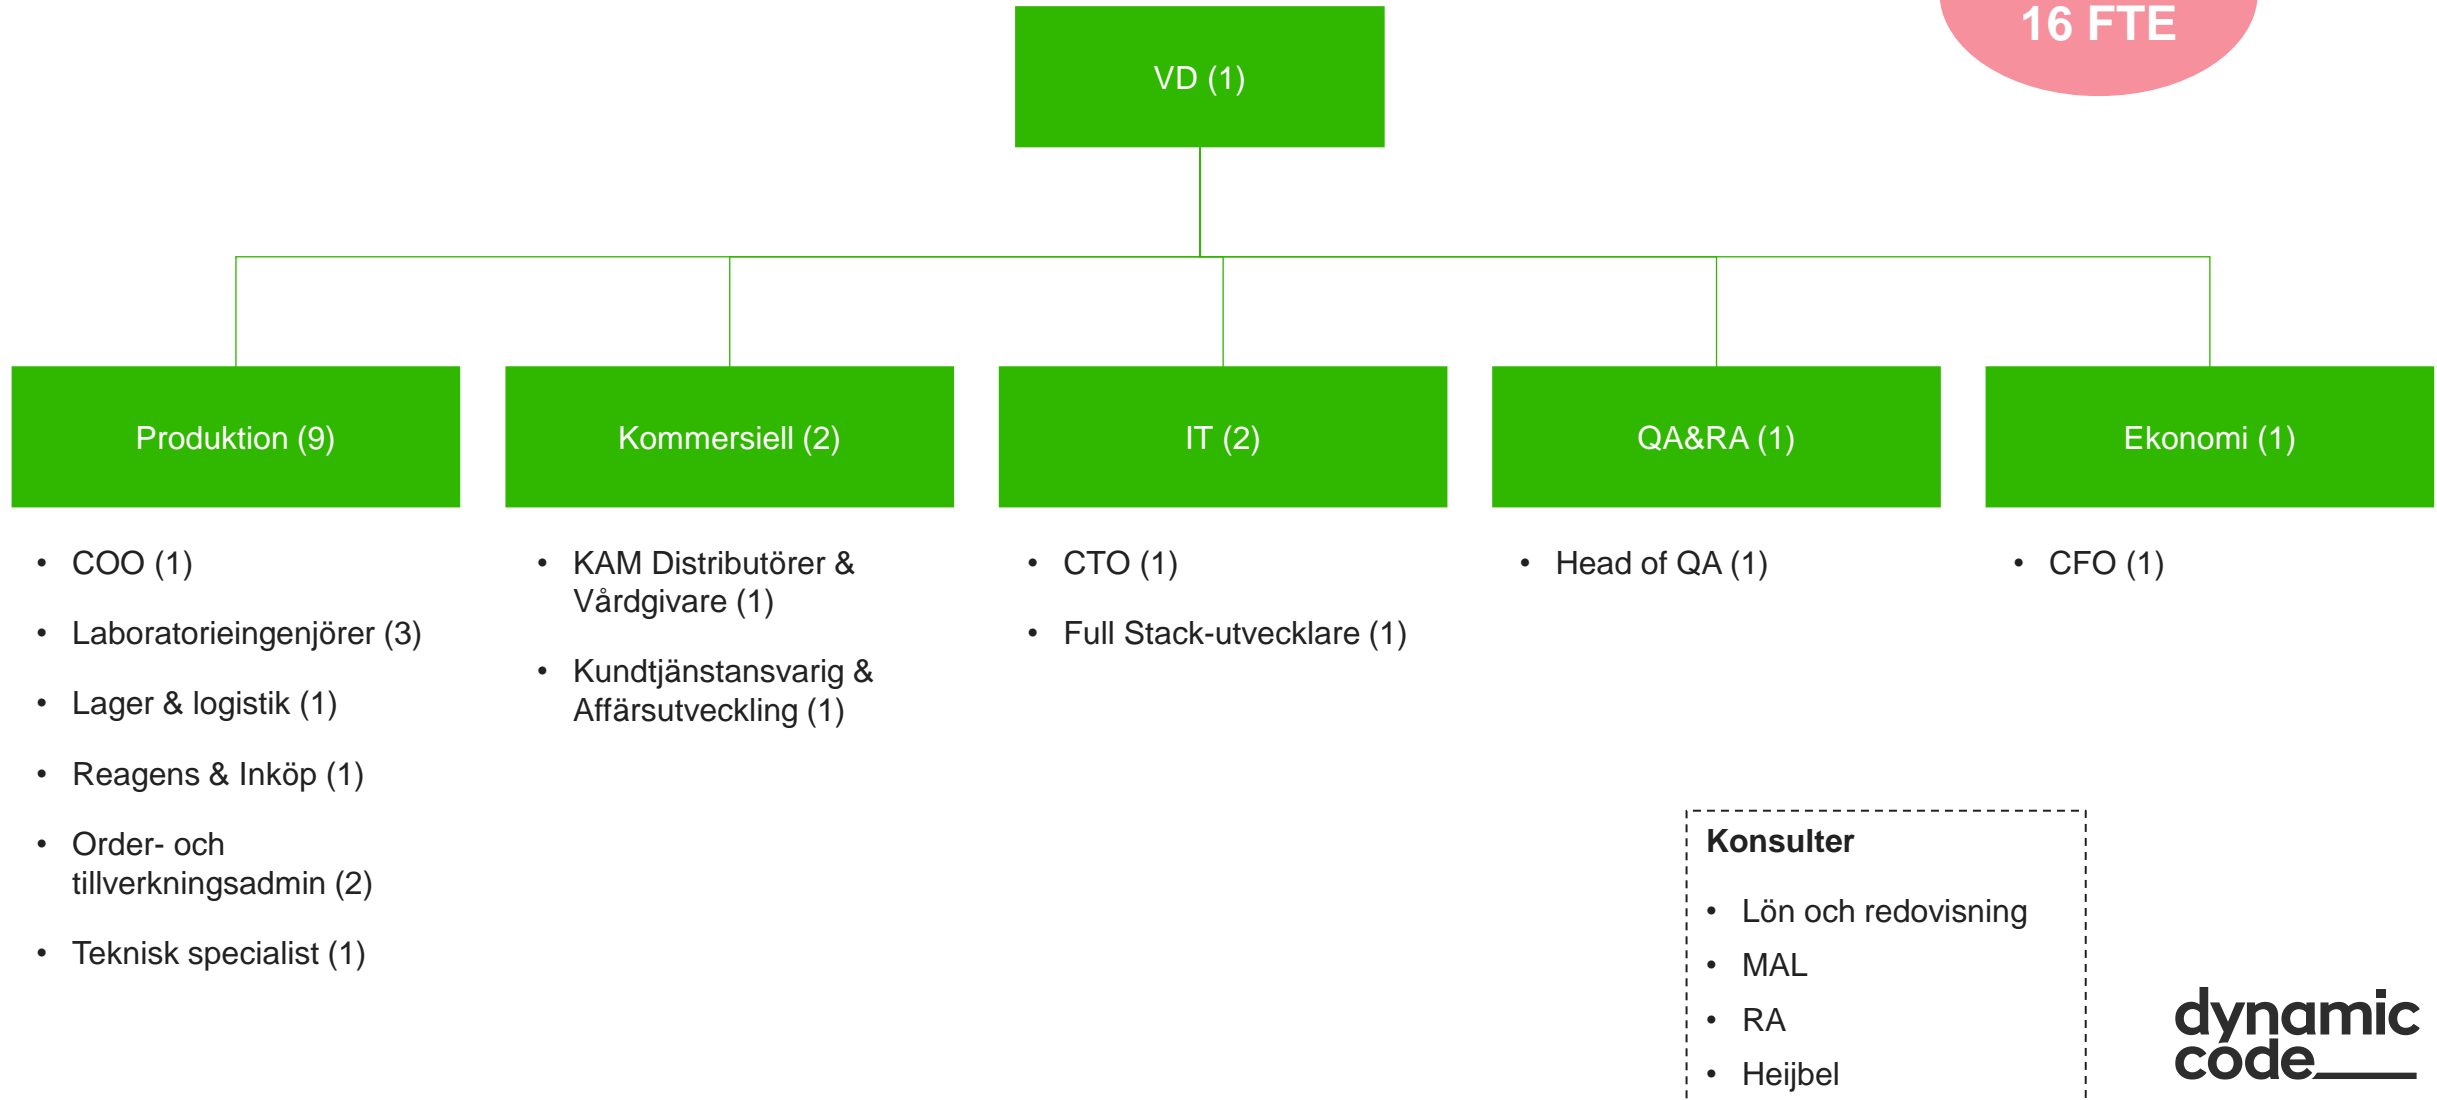 16 FTE
VD (1)
Produktion (9)
Kommersiell (2)
IT (2)
QA&RA (1)
Ekonomi (1)
• COO (1)
• Laboratorieingenjörer (3)
• Lager & logistik (1)
• Reagens & Inköp (1)
• Order- och
tillverkningsadmin (2)
• Teknisk specialist (1)
• KAM Distributörer &
Vårdgivare (1)
• Kundtjänstansvarig &
Affärsutveckling (1)
• CTO (1)
• Full Stack-utvecklare (1)
• Head of QA (1)
• CFO (1)
Konsulter
• Lön och redovisning
• MAL
• RA
• Heijbel
dynamic
code